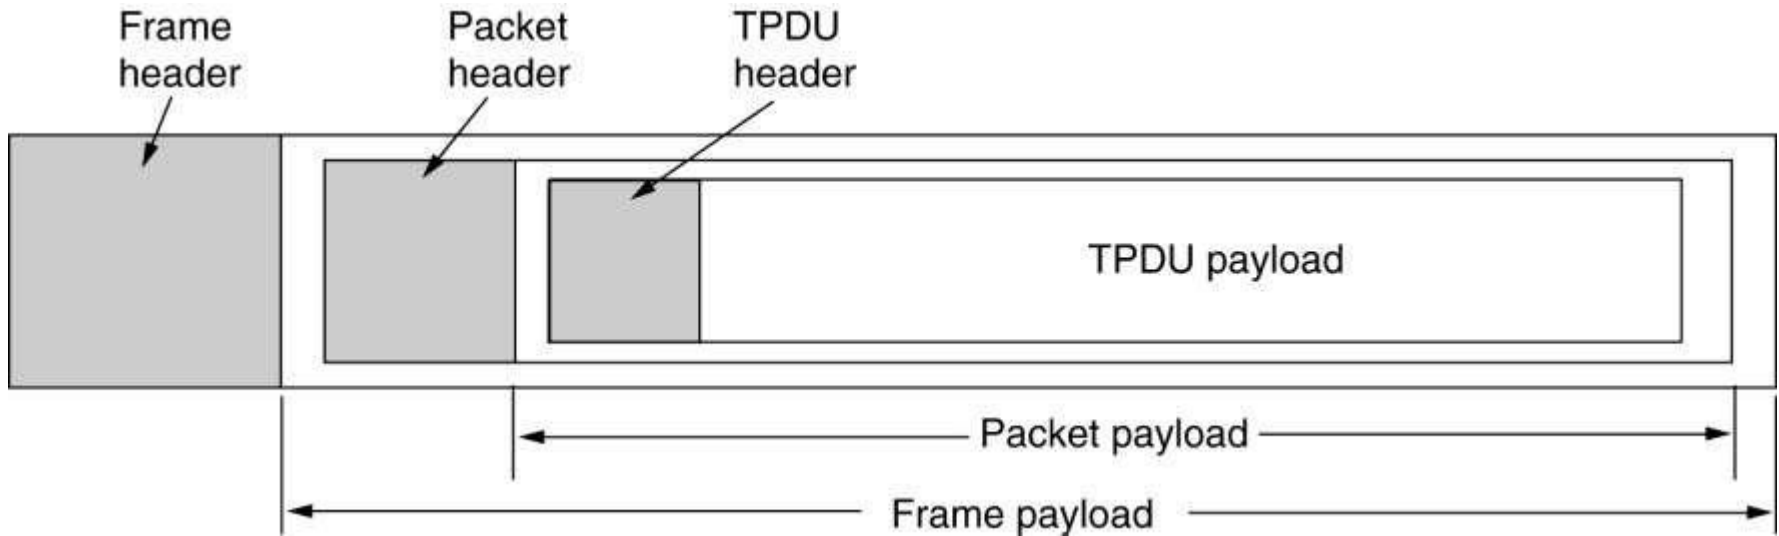 Frame
header
Packet
header
TPDU
header
TPDU payload
Packet payload
Frame payload